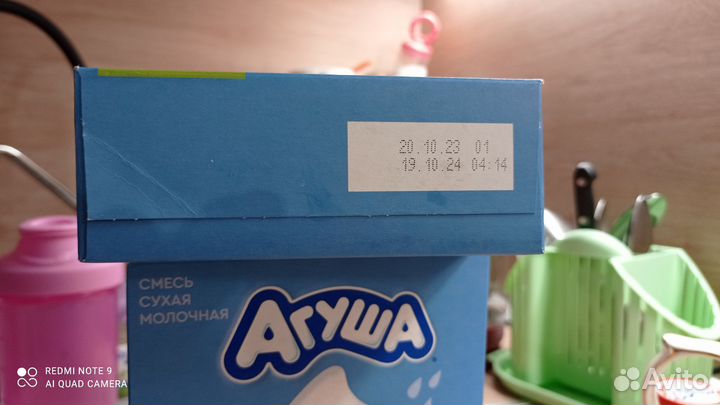 20.10.23 01
19.10.24 04:14
СМЕСЬ
СУХАЯ
МОЛОЧНАЯ
АГУША
REDMI NOTE 9
AI QUAD CAMERA
Avito